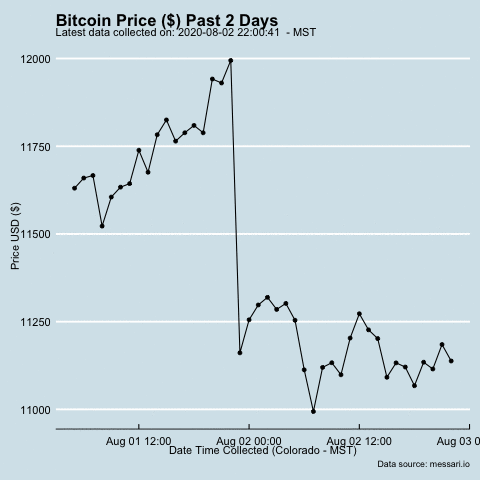 Bitcoin Price ($) Past 2 Days
Latest data collected on: 2020-08-02 22:00:41 - MST
12000
11750
11500
11250
11000
Price USD ($)
Aug 01 12:00 Aug 02 00:00 Aug 02 12:00 Aug 03 0
Date Time Collected (Colorado - MST)
Data source: messari.io